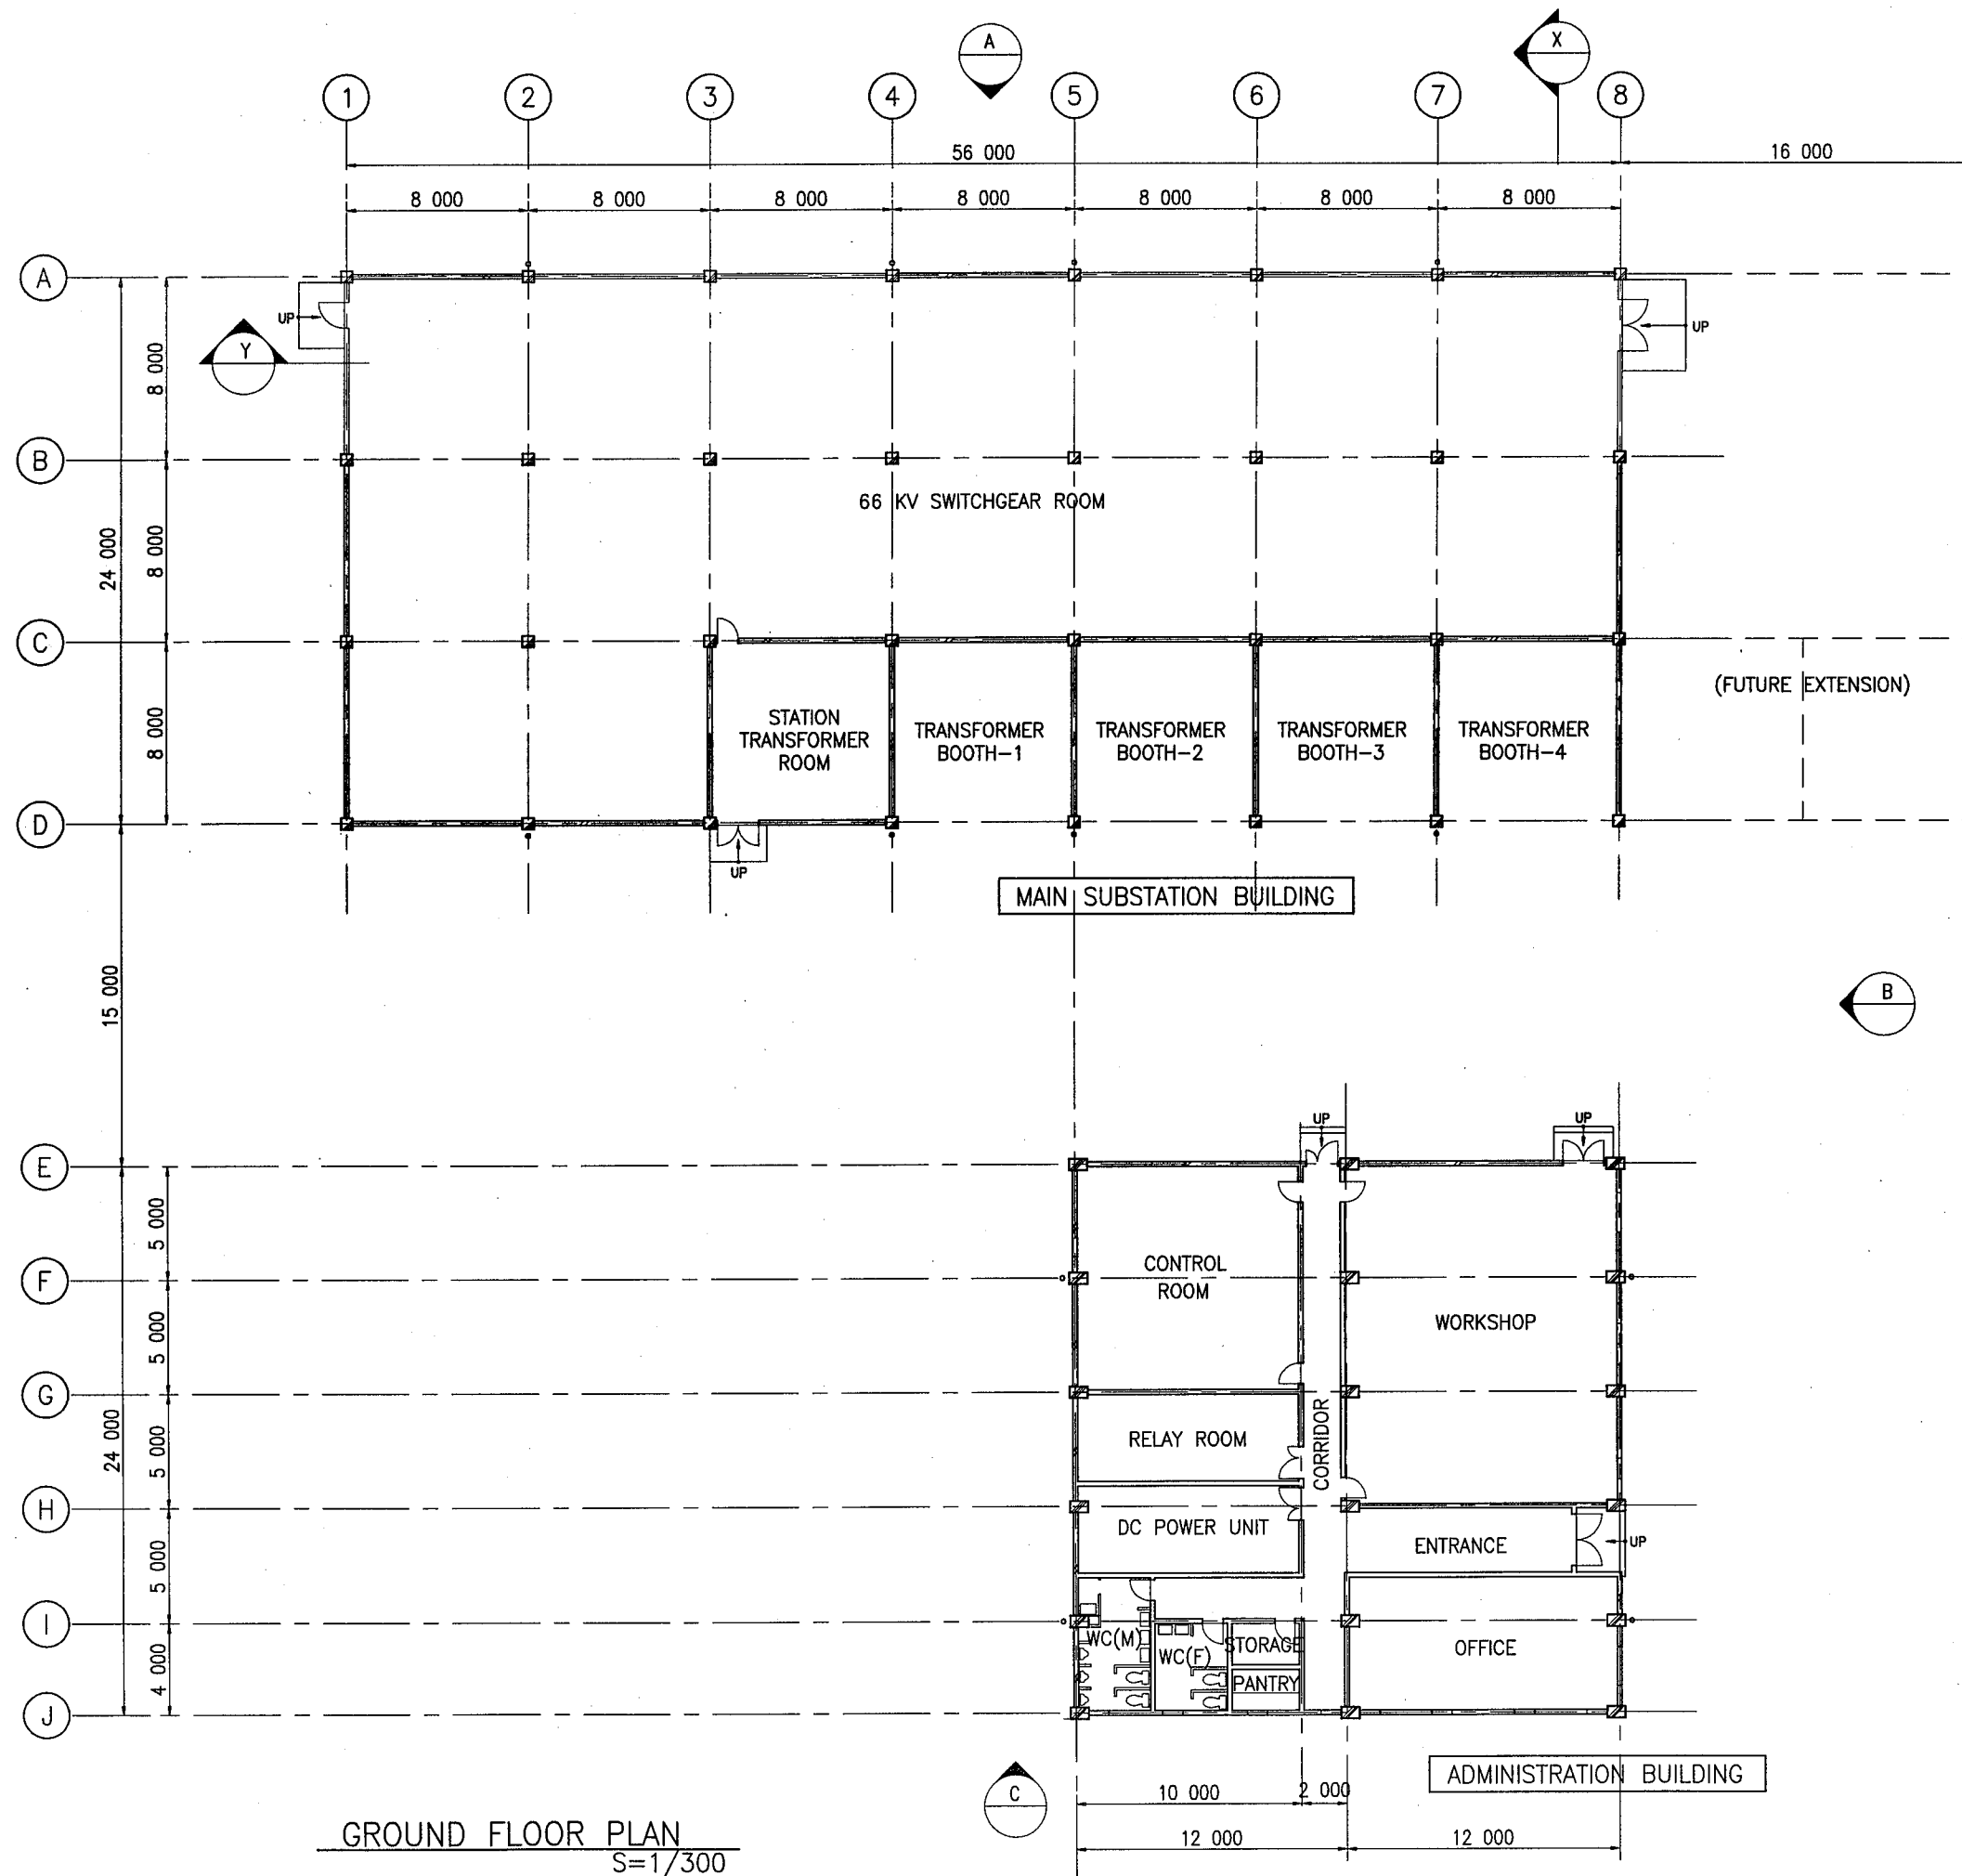 A
X
1 2 3 4 5 6 7 8
56 000 16 000
8 000 8 000 8 000 8 000 8 000 8 000 8 000
A
UP
UP
Y
8 000
B
66 KV SWITCHGEAR ROOM
24 000
8 000
C
(FUTURE EXTENSION)
8 000
STATION
TRANSFORMER
ROOM
TRANSFORMER
BOOTH-1
TRANSFORMER
BOOTH-2
TRANSFORMER
BOOTH-3
TRANSFORMER
BOOTH-4
D
UP
MAIN SUBSTATION BUILDING
15 000
B
UP
UP
E
5 000
CONTROL
ROOM
F
WORKSHOP
5 000
G
24 000
5 000
RELAY ROOM
CORRIDOR
H
DC POWER UNIT
ENTRANCE
UP
5 000
I
WC(M)
WC(F)
STORAGE
PANTRY
OFFICE
4 000
J
C
ADMINISTRATION BUILDING
10 000 2 000
12 000 12 000
GROUND FLOOR PLAN
S=1/300